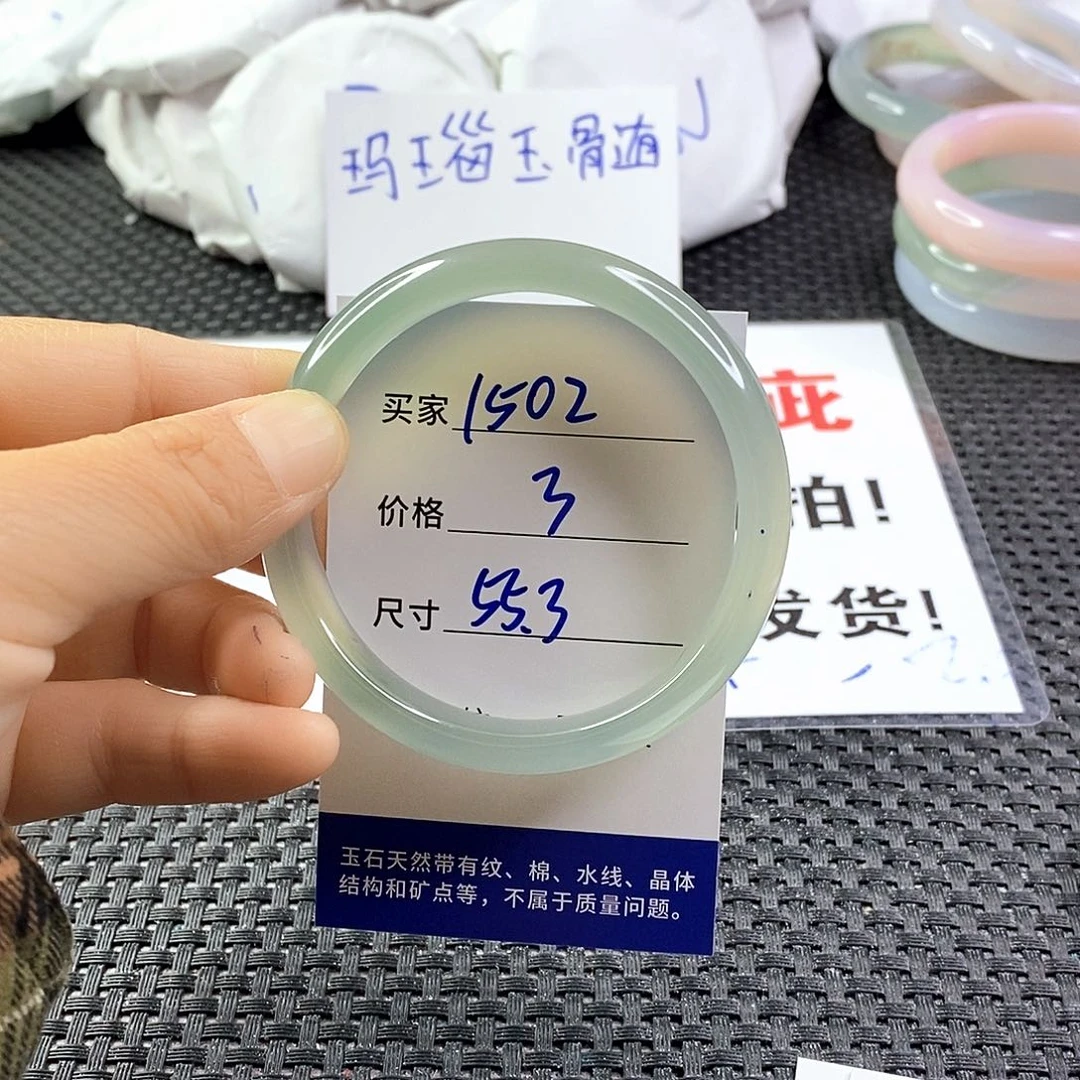 玛瑙玉骨髓
买家 1502
价格 3
尺寸 55.3
疵
拍!
发货!
玉石天然带有纹、棉、水线、晶体
结构和矿点等，不属于质量问题。